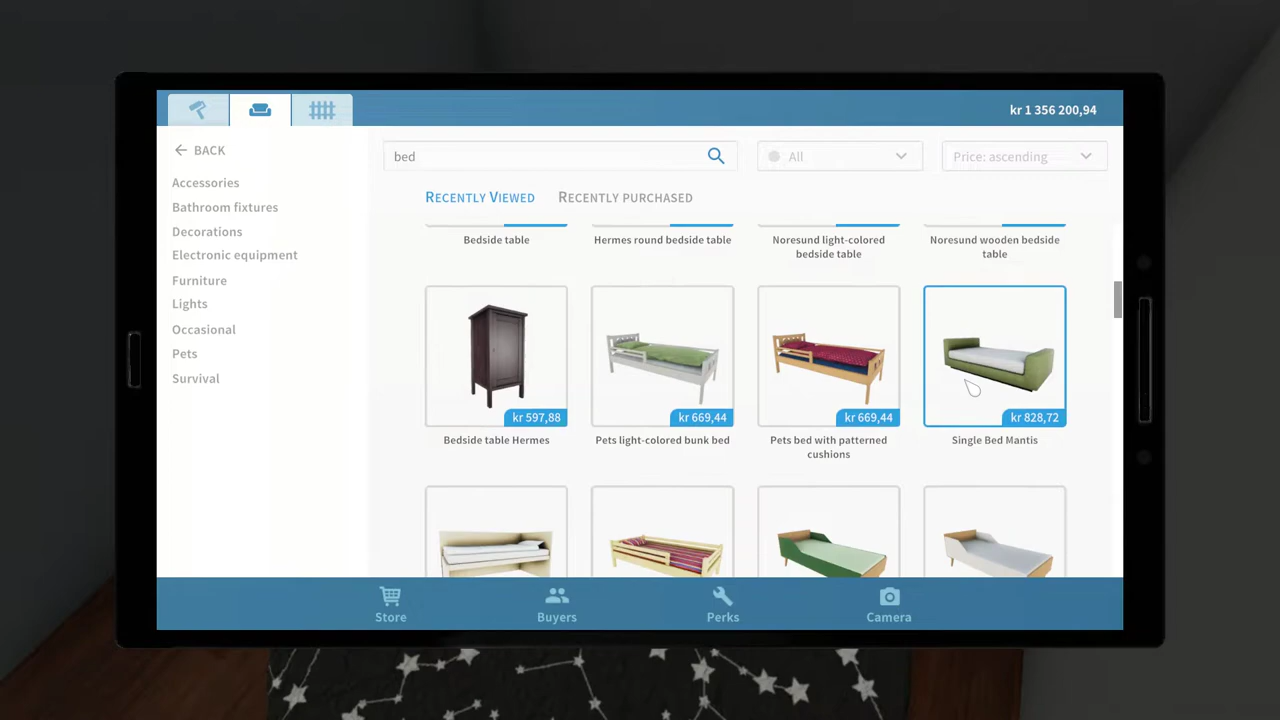 kr 1 356 200,94
BACK
Accessories
Bathroom fixtures
Decorations
Electronic equipment
Furniture
Lights
Occasional
Pets
Survival
bed
All
Price: ascending
RECENTLY VIEWED
RECENTLY PURCHASED
Bedside table
Hermes round bedside table
Noresund light-colored
bedside table
Noresund wooden bedside
table
kr 597,88
Bedside table Hermes
kr 669,44
Pets light-colored bunk bed
kr 669,44
Pets bed with patterned
cushions
kr 828,72
Single Bed Mantis
Store
Buyers
Perks
Camera